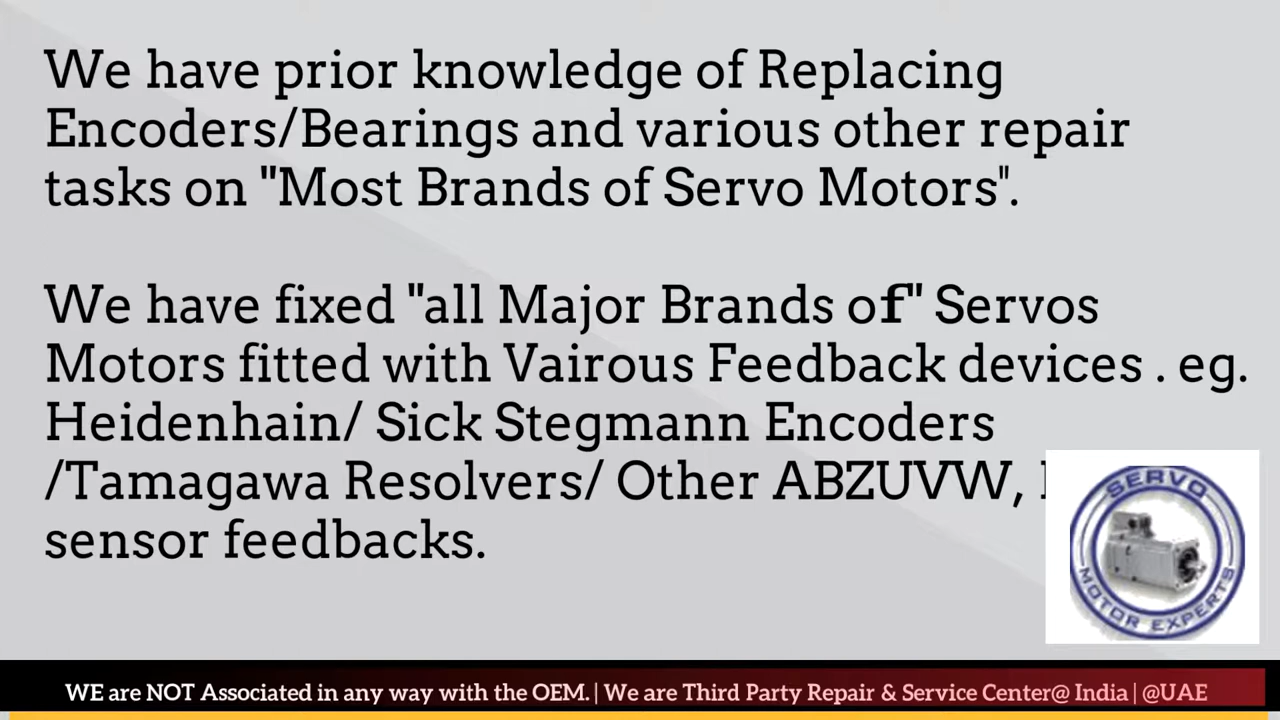 We have prior knowledge of Replacing
Encoders/Bearings and various other repair
tasks on "Most Brands of Servo Motors".
We have fixed "all Major Brands of" Servos
Motors fitted with Vairous Feedback devices . eg.
Heidenhain/ Sick Stegmann Encoders
/Tamagawa Resolvers/ Other ABZUVW,
sensor feedbacks.
SERVO
MOTOR EXPERTS
WE are NOT Associated in any way with the OEM. | We are Third Party Repair & Service Center@ India | @UAE